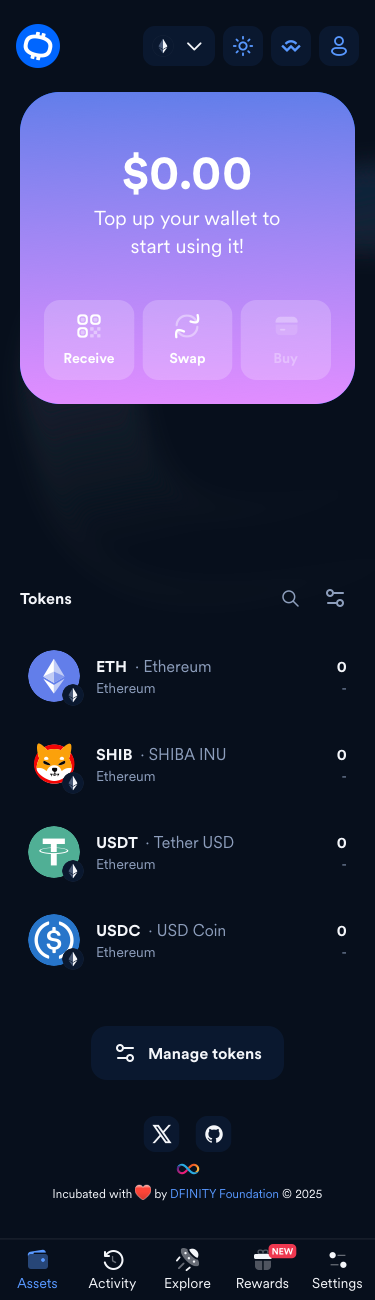 $0.00
Top up your wallet to
start using it!
Receive
Swap
Buy
Tokens
ETH · Ethereum
0
Ethereum
-
SHIB · SHIBA INU
0
Ethereum
-
USDT · Tether USD
0
Ethereum
-
USDC · USD Coin
0
Ethereum
-
Manage tokens
Incubated with ❤️ by DFINITY Foundation © 2025
NEW
Assets
Activity
Explore
Rewards
Settings